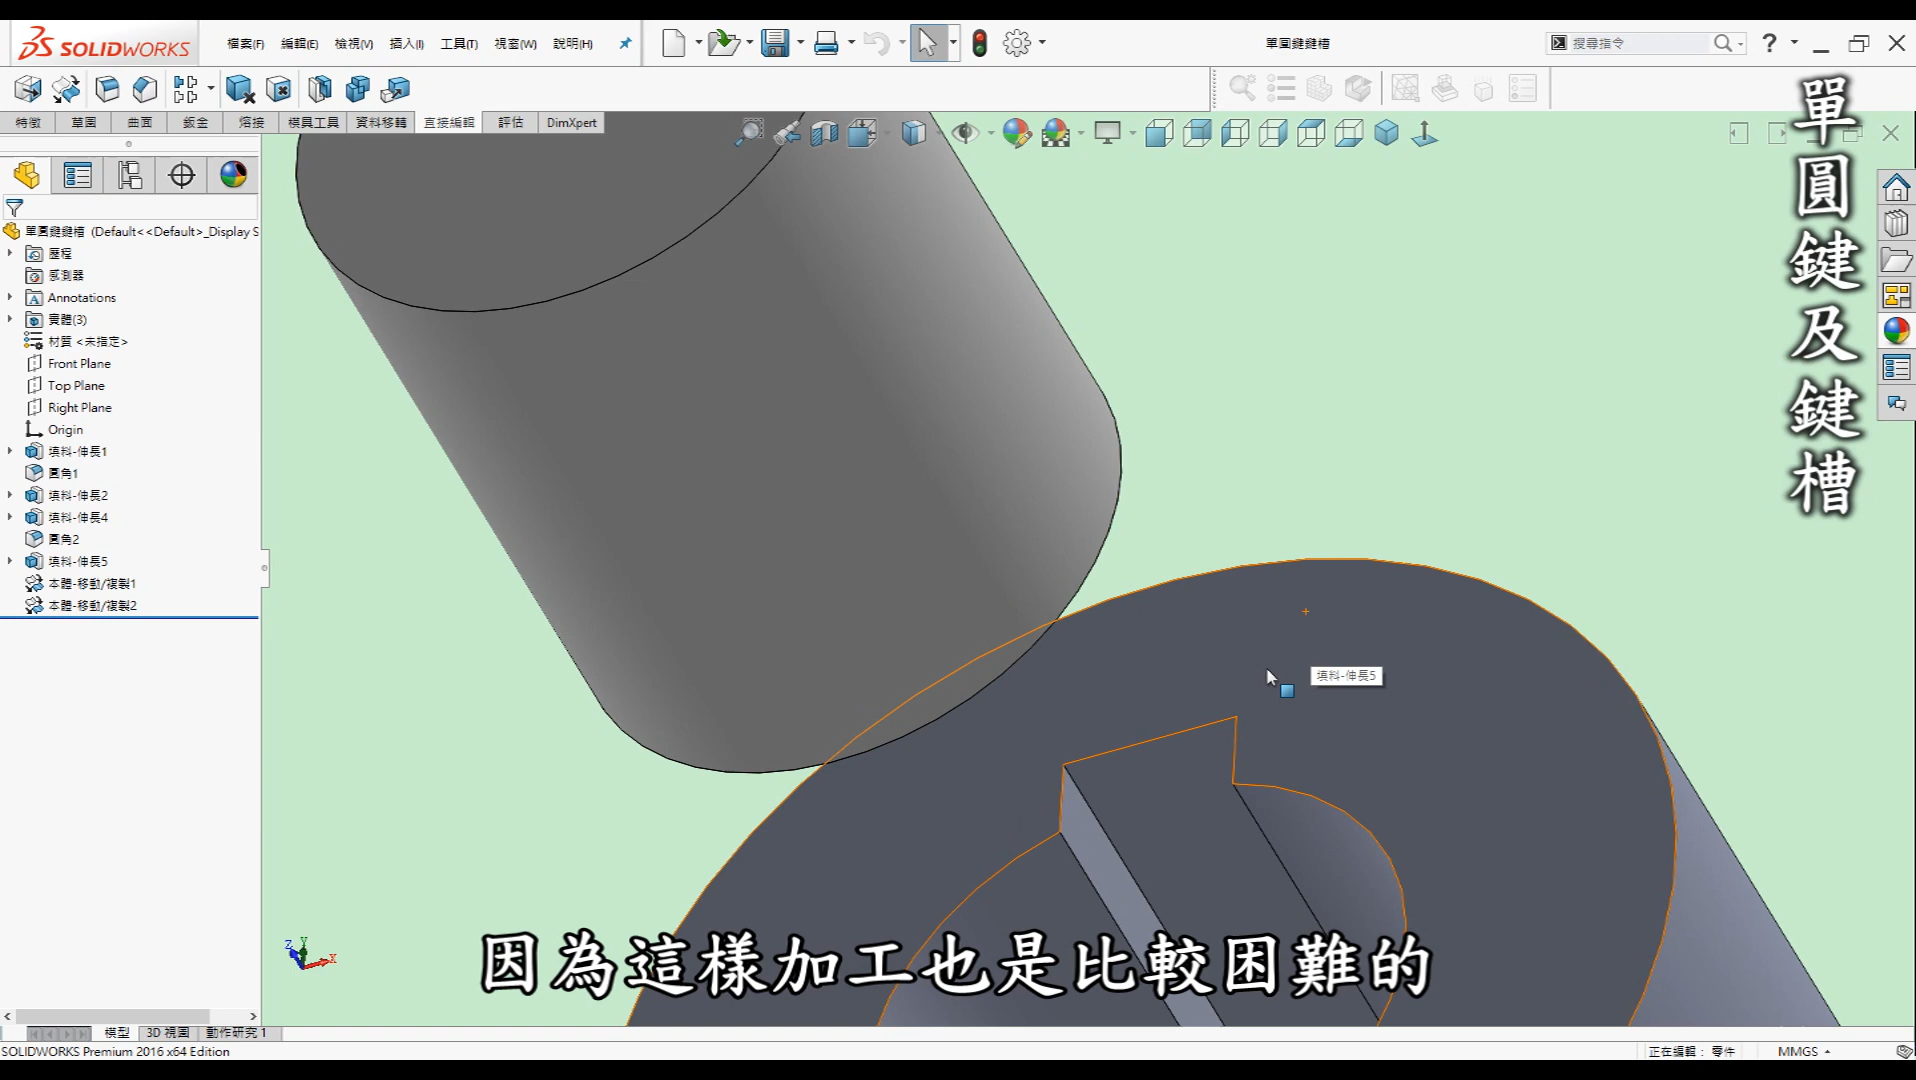 SOLIDWORKS
檔案(F)
編輯(E)
檢視(V)
插入(I)
工具(T)
視窗(W)
說明(H)
單圓鍵鍵槽
搜尋指令
特徵
草圖
曲面
鈑金
熔接
模具工具
資料移轉
直接編輯
評估
DimXpert
單圓鍵鍵槽 (Default<<Default>_Display S
歷程
感測器
Annotations
實體(3)
材質 <未指定>
Front Plane
Top Plane
Right Plane
Origin
填料-伸長1
圓角1
填料-伸長2
填料-伸長4
圓角2
填料-伸長5
本體-移動/複製1
本體-移動/複製2
填料-伸長5
單圓鍵及鍵槽
Z
Y
X
因為這樣加工也是比較困難的
模型
3D 視圖
動作研究 1
SOLIDWORKS Premium 2016 x64 Edition
正在編輯： 零件
MMGS